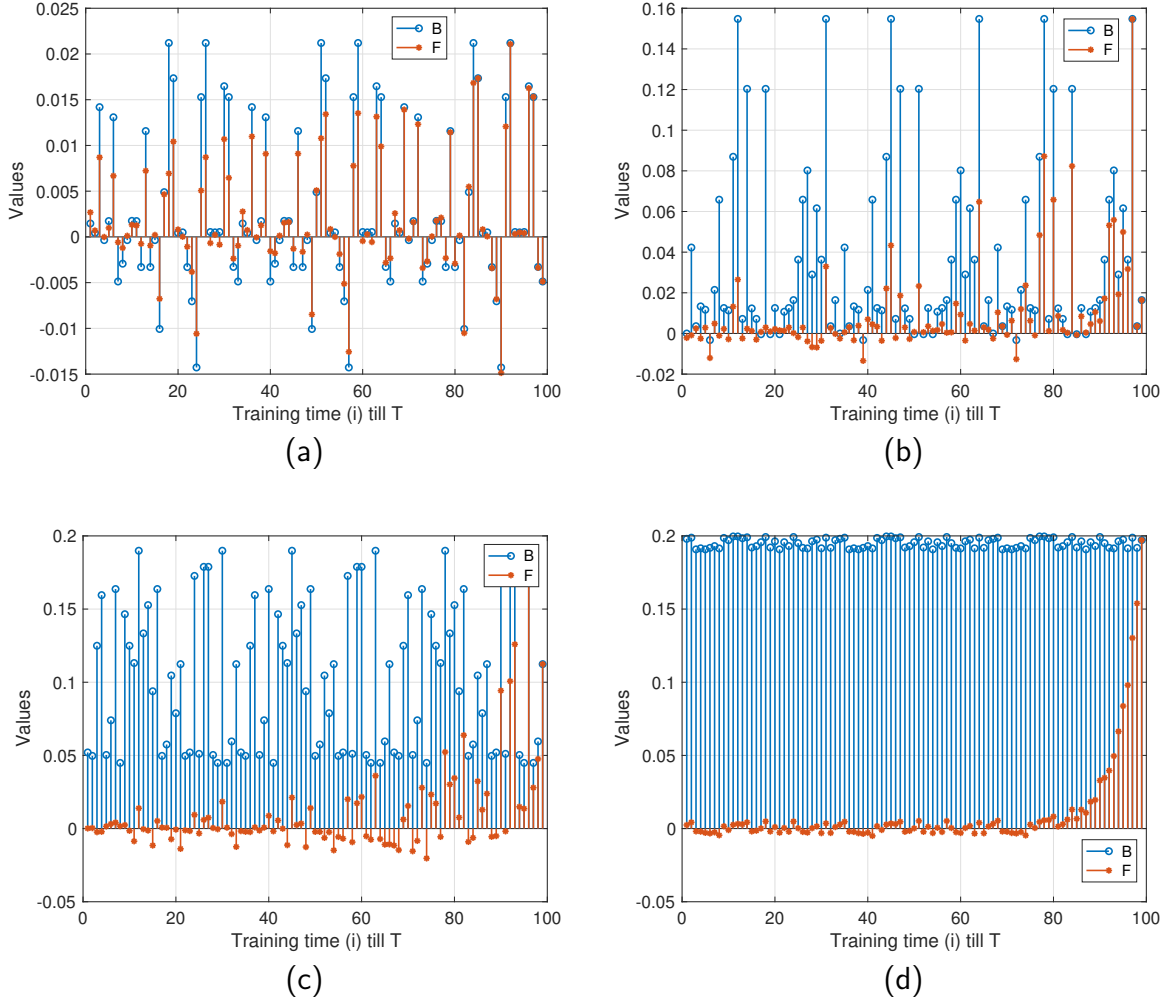 0.025
0.02
0.015
0.01
0.005
0
-0.005
-0.01
-0.015
Values
B
F
0 20 40 60 80 100
Training time (i) till T
(a)
0.16
0.14
0.12
0.1
0.08
0.06
0.04
0.02
0
-0.02
Values
B
F
0 20 40 60 80 100
Training time (i) till T
(b)
0.2
0.15
0.1
0.05
0
-0.05
Values
B
F
0 20 40 60 80 100
Training time (i) till T
(c)
0.2
0.15
0.1
0.05
0
-0.05
Values
B
F
0 20 40 60 80 100
Training time (i) till T
(d)